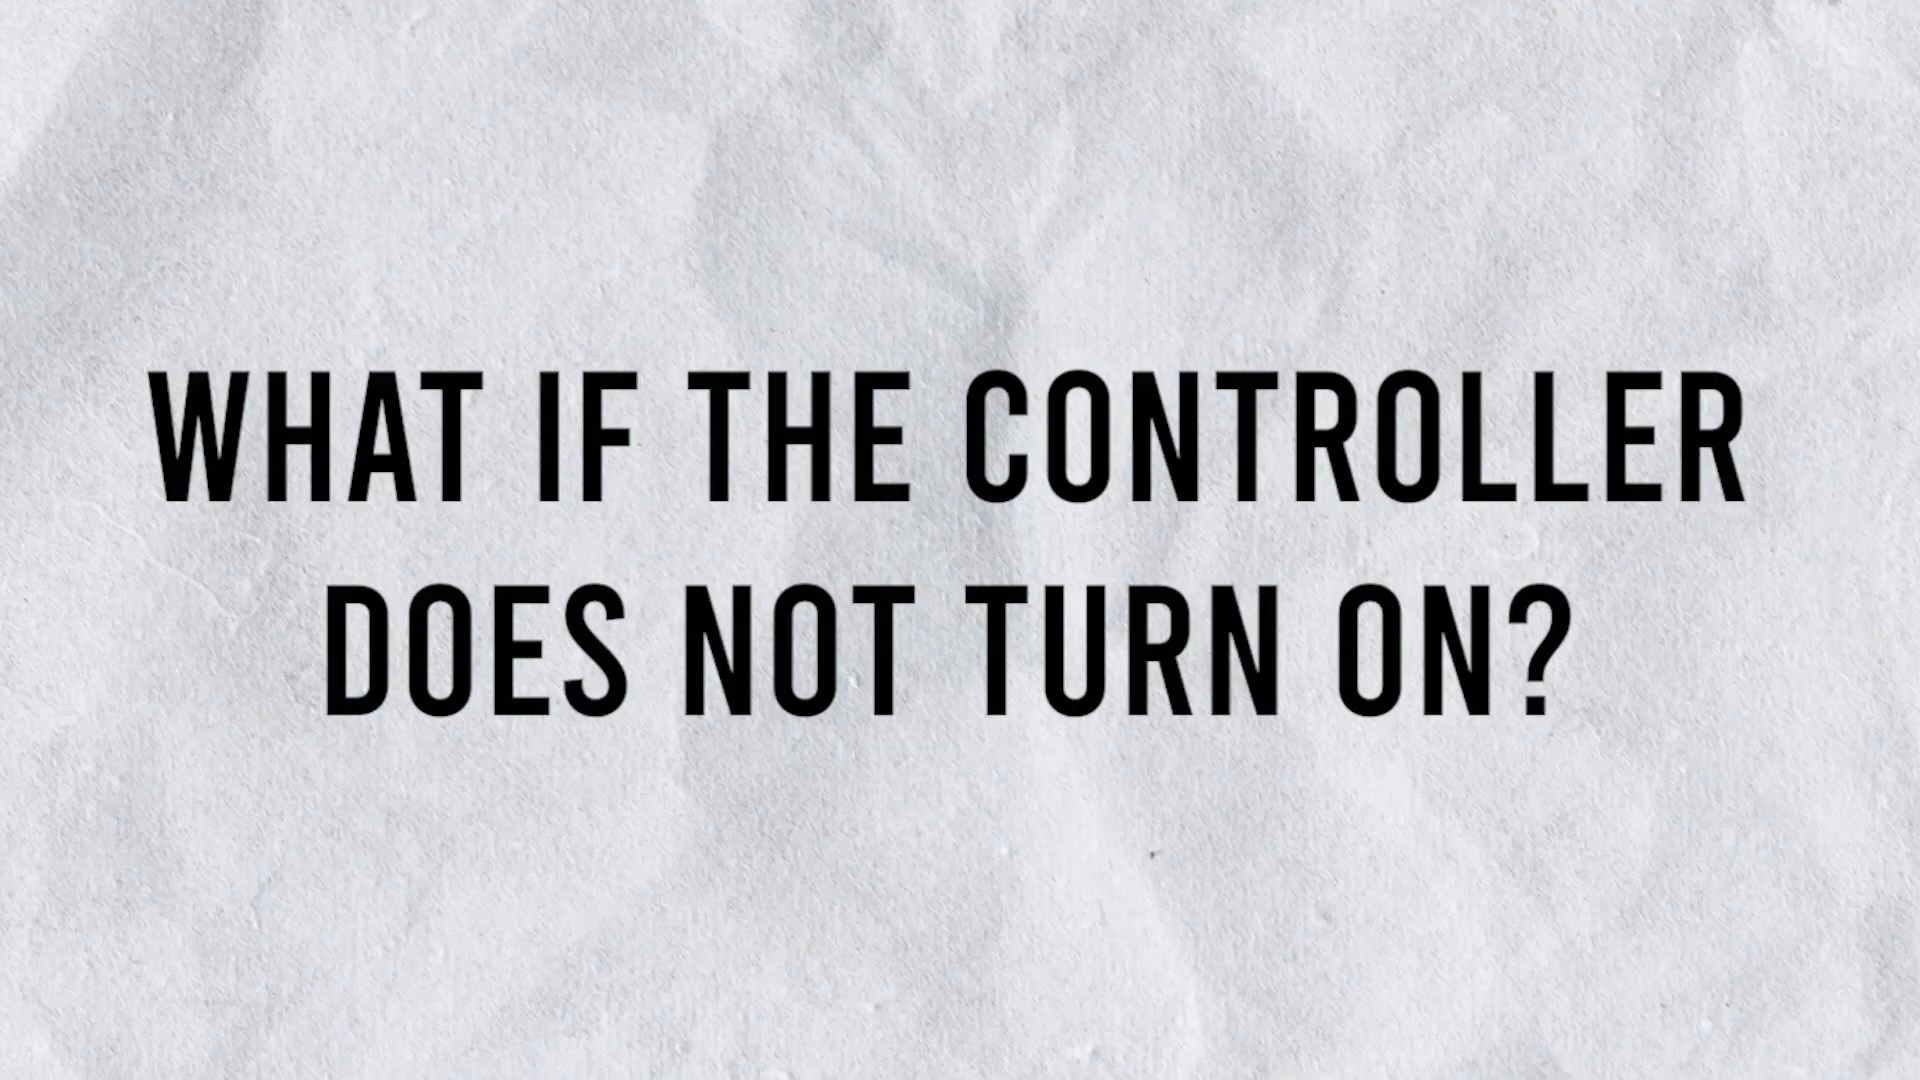 WHAT IF THE CONTROLLER
DOES NOT TURN ON?